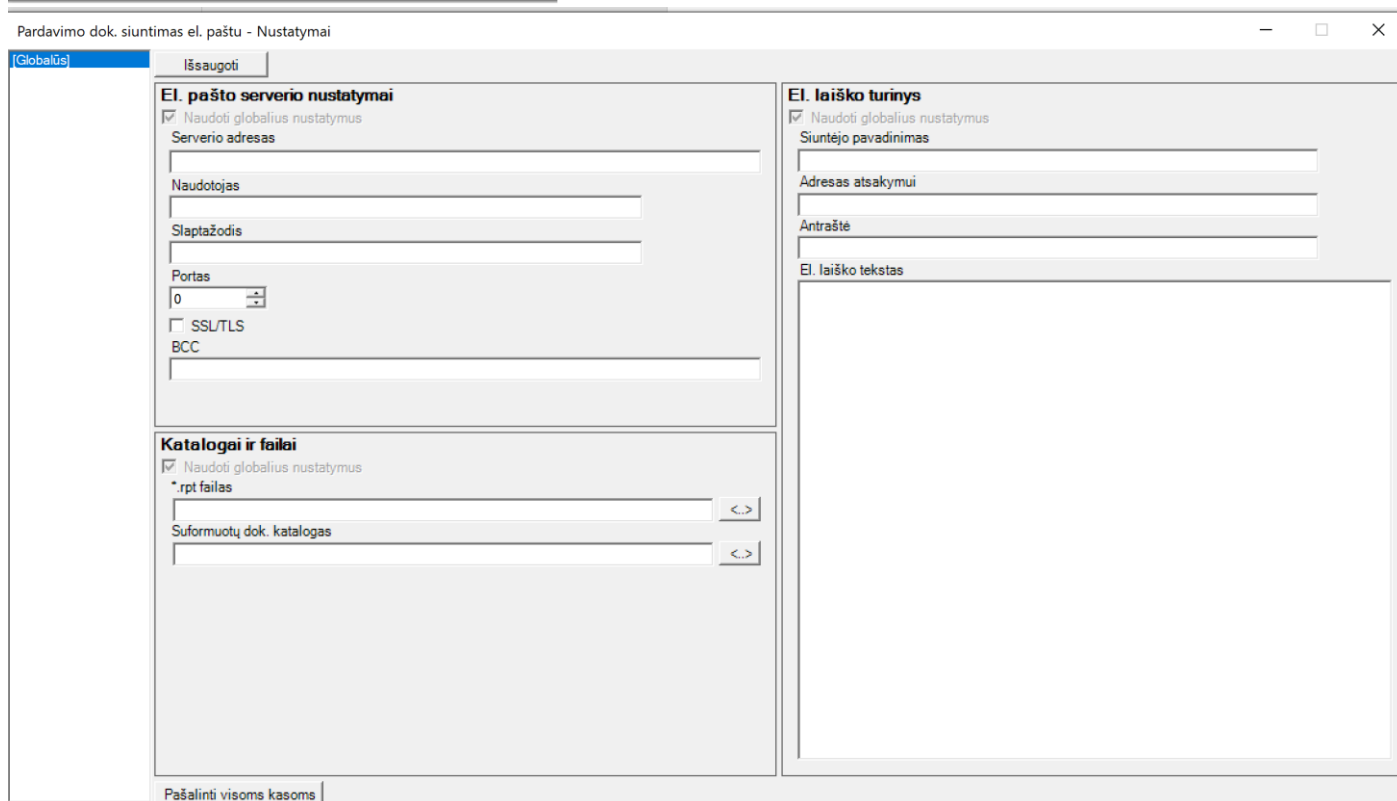 Pardavimo dok. siuntimas el. paštu - Nustatymai
[Globalūs]
Išsaugoti
El. pašto serverio nustatymai
Naudoti globalius nustatymus
Serverio adresas
Naudotojas
Slaptažodis
Portas
0
SSL/TLS
BCC
Katalogai ir failai
Naudoti globalius nustatymus
*.rpt failas
<..>
Suformuotų dok. katalogas
<..>
El. laiško turinys
Naudoti globalius nustatymus
Siuntėjo pavadinimas
Adresas atsakymui
Antraštė
El. laiško tekstas
Pašalinti visoms kasoms